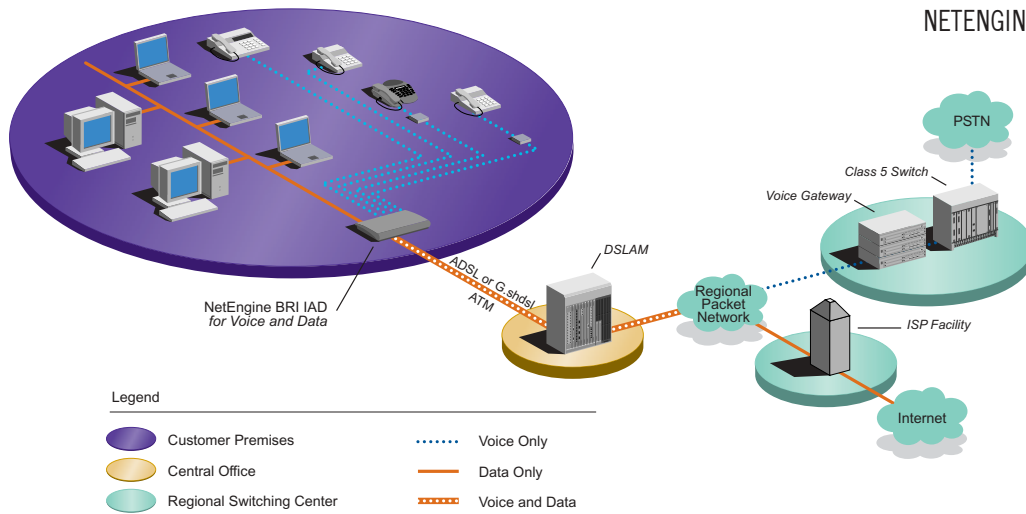 NETENGIN
PSTN
Class 5 Switch
Voice Gateway
DSLAM
ADSL or G.shdsl
ATM
NetEngine BRI IAD
for Voice and Data
Regional
Packet
Network
ISP Facility
Internet
Legend
Customer Premises
Voice Only
Central Office
Data Only
Regional Switching Center
Voice and Data